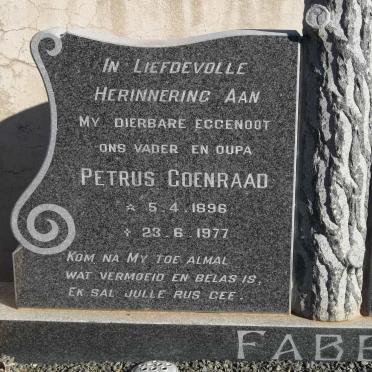 IN LIEFDEVOLLE
HERINNERING AAN
MY DIERBARE EGGENOOT
ONS VADER EN OUPA
PETRUS COENRAAD
☆ 5.4.1896
✝ 23.6.1977
KOM NA MY TOE ALMAL
WAT VERMOEID EN BELAS IS,
EK SAL JULLE RUS GEE.
FABE